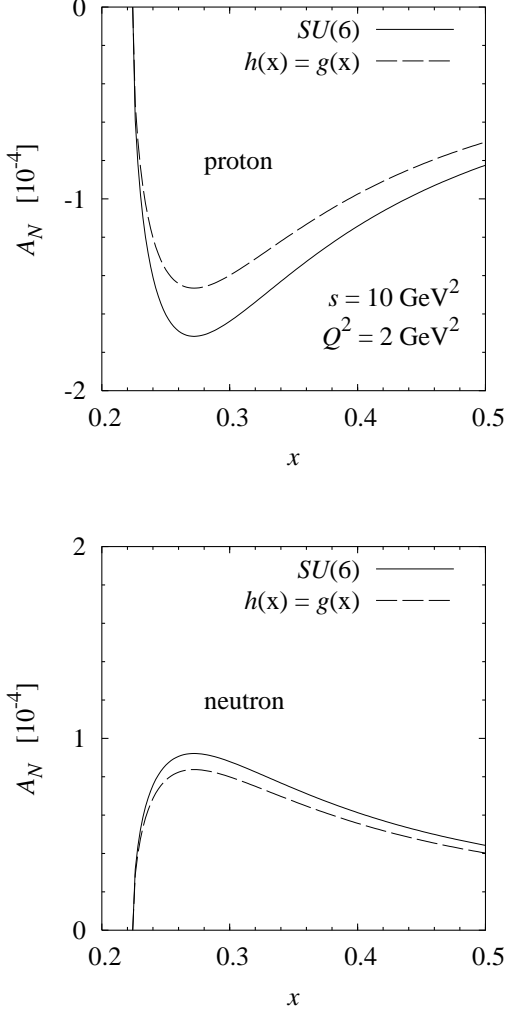 0
SU(6)
h(x) = g(x)
proton
-1
A_N [10^-4]
s = 10 GeV^2
Q^2 = 2 GeV^2
-2
0.2 0.3 0.4 0.5
x
2
SU(6)
h(x) = g(x)
neutron
1
A_N [10^-4]
0
0.2 0.3 0.4 0.5
x